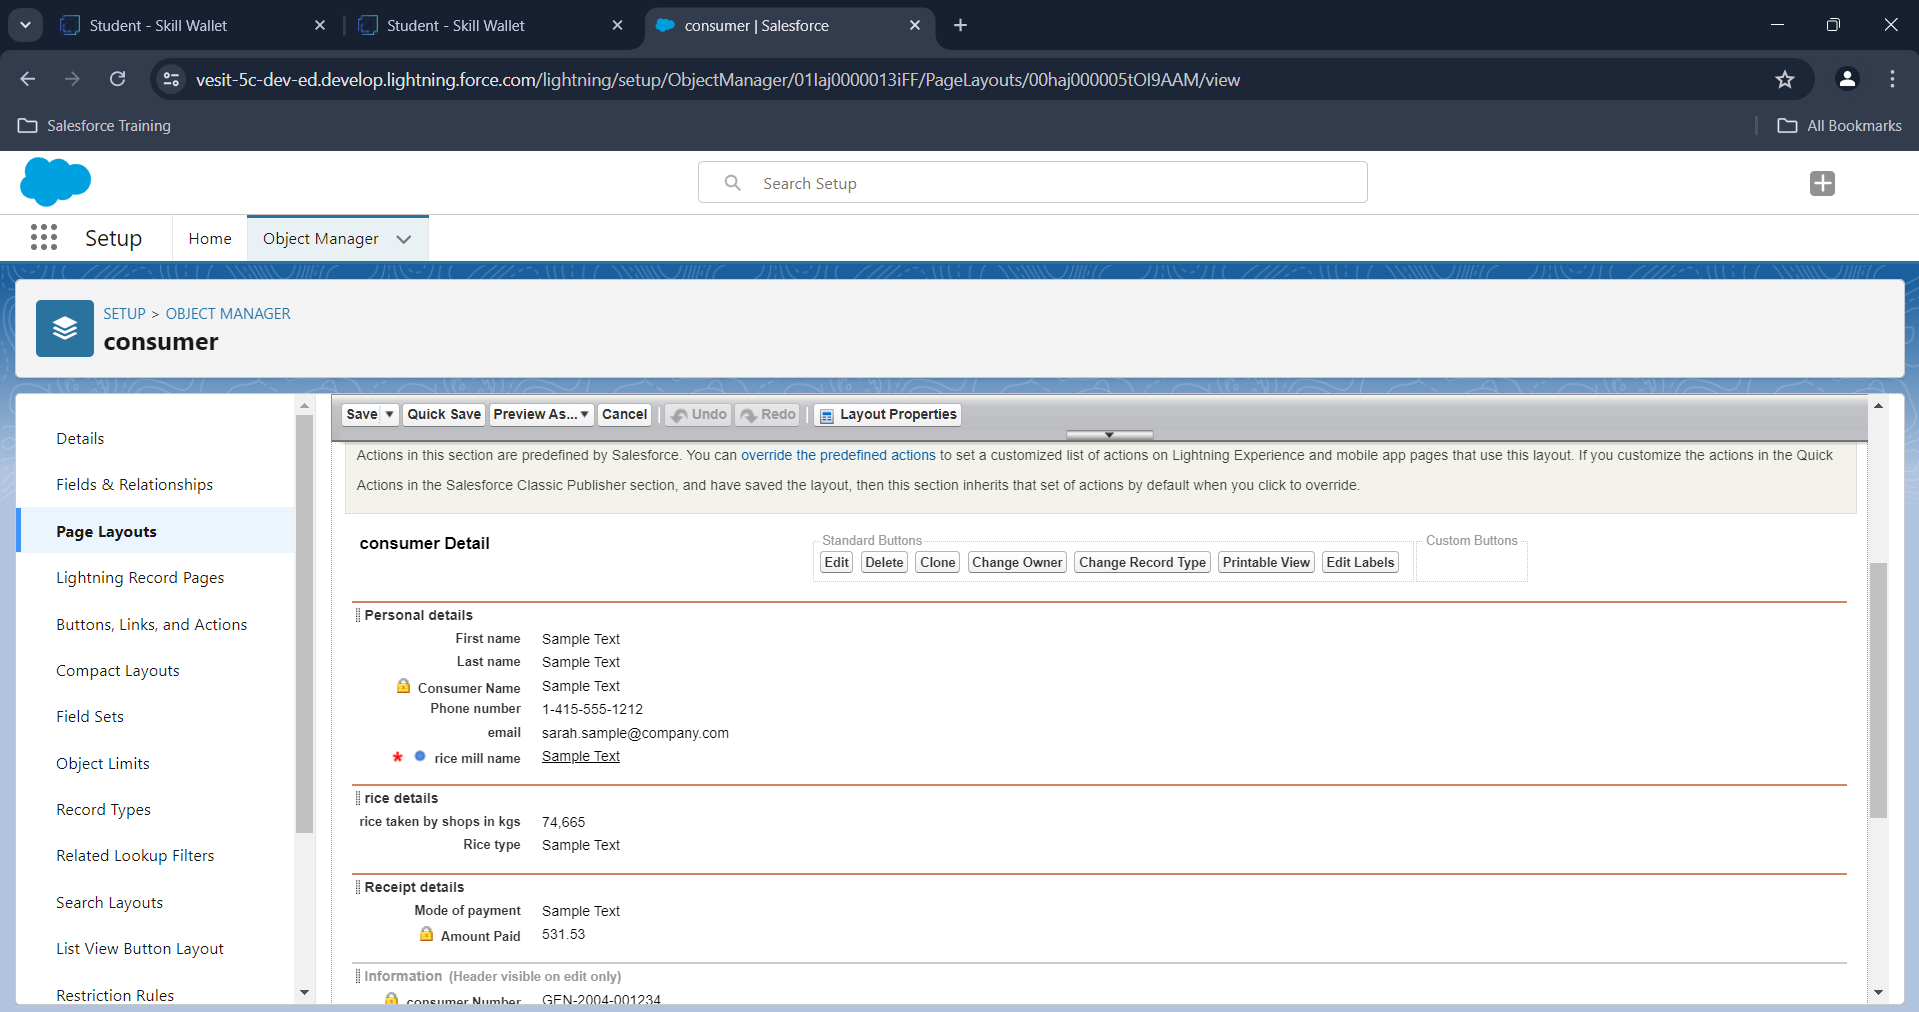 Student - Skill Wallet
Student - Skill Wallet
consumer | Salesforce
vesit-5c-dev-ed.develop.lightning.force.com/lightning/setup/ObjectManager/01Iaj0000013iFF/PageLayouts/00haj000005tOI9AAM/view
Salesforce Training
All Bookmarks
Search Setup
Setup
Home
Object Manager
SETUP > OBJECT MANAGER
consumer
Details
Fields & Relationships
Page Layouts
Lightning Record Pages
Buttons, Links, and Actions
Compact Layouts
Field Sets
Object Limits
Record Types
Related Lookup Filters
Search Layouts
List View Button Layout
Restriction Rules
Save Quick Save Preview As... Cancel Undo Redo Layout Properties
Actions in this section are predefined by Salesforce. You can override the predefined actions to set a customized list of actions on Lightning Experience and mobile app pages that use this layout. If you customize the actions in the Quick
Actions in the Salesforce Classic Publisher section, and have saved the layout, then this section inherits that set of actions by default when you click to override.
consumer Detail
Standard Buttons
Edit Delete Clone Change Owner Change Record Type Printable View Edit Labels
Custom Buttons
Personal details
First name Sample Text
Last name Sample Text
Consumer Name Sample Text
Phone number 1-415-555-1212
email sarah.sample@company.com
* rice mill name Sample Text
rice details
rice taken by shops in kgs 74,665
Rice type Sample Text
Receipt details
Mode of payment Sample Text
Amount Paid 531.53
Information (Header visible on edit only)
consumer Number GEN-2004-001234